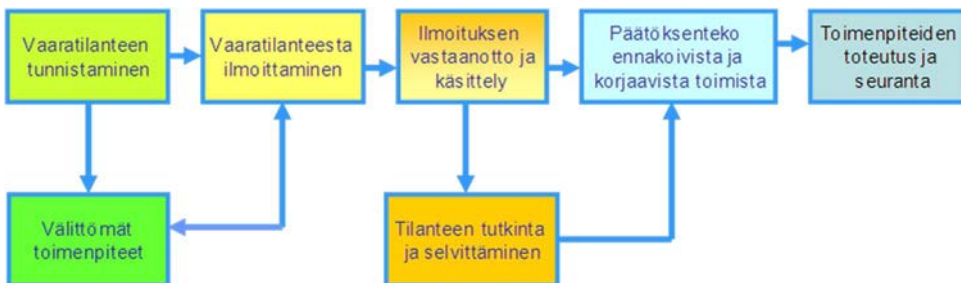 Vaaratilanteen
tunnistaminen
Vaaratilanteesta
ilmoittaminen
Ilmoituksen
vastaanotto ja
käsittely
Päätöksenteko
ennakoivista ja
korjaavista toimista
Toimenpiteiden
toteutus ja
seuranta
Välittömät
toimenpiteet
Tilanteen tutkinta
ja selvittäminen